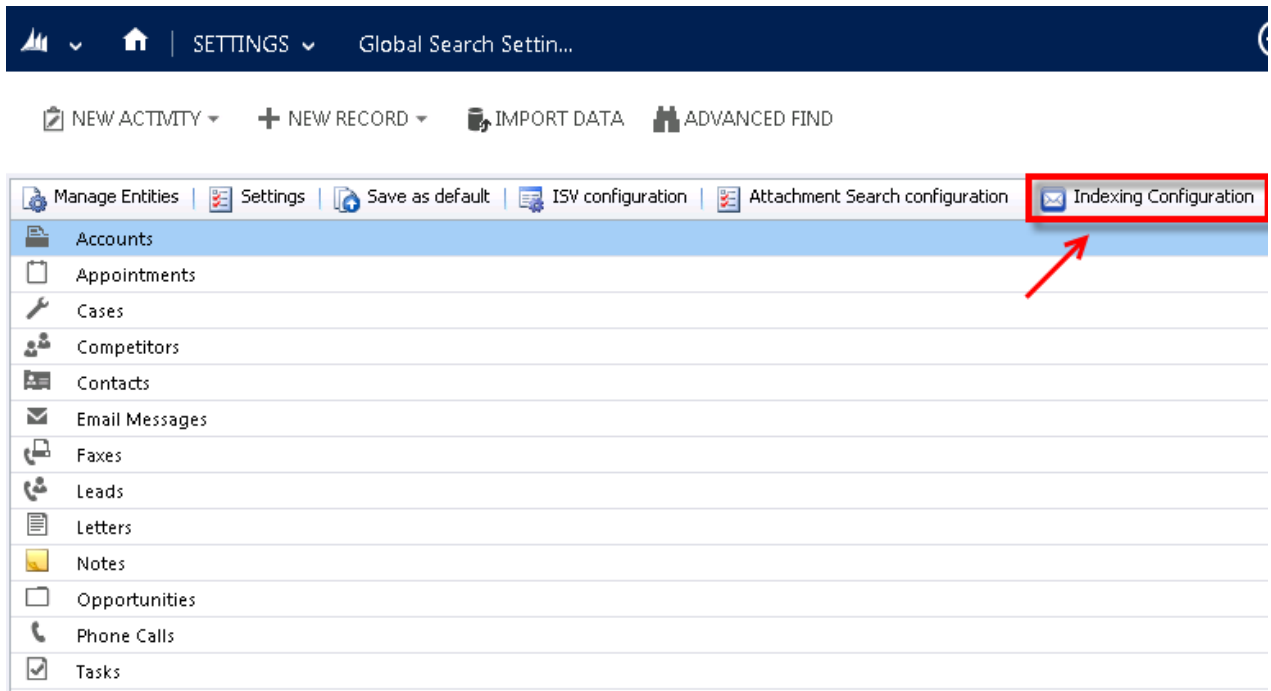 SETTINGS Global Search Settin...
NEW ACTIVITY NEW RECORD IMPORT DATA ADVANCED FIND
Manage Entities | Settings | Save as default | ISV configuration | Attachment Search configuration Indexing Configuration
Accounts
Appointments
Cases
Competitors
Contacts
Email Messages
Faxes
Leads
Letters
Notes
Opportunities
Phone Calls
Tasks